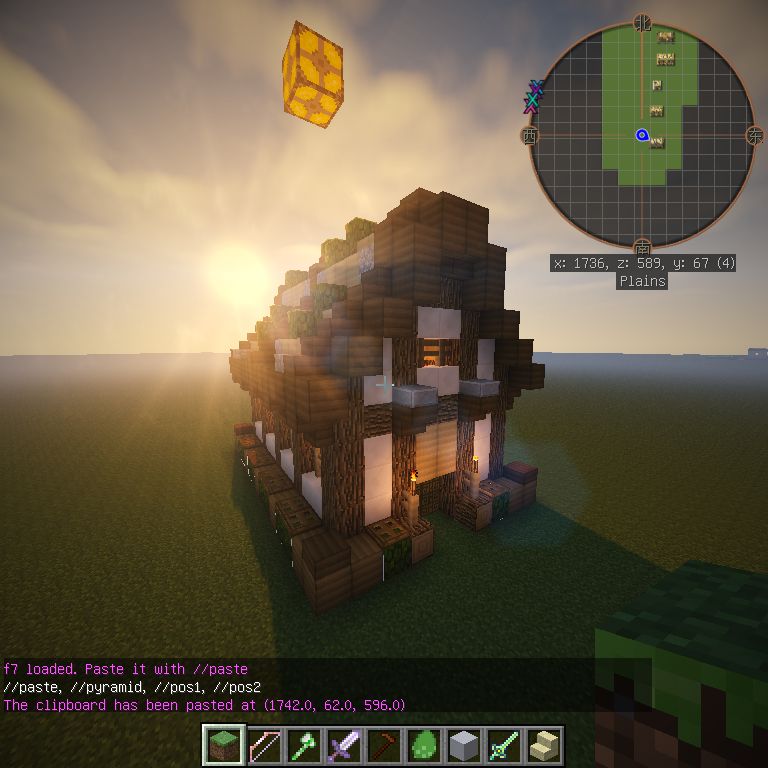 北
西
东
南
x: 1736, z: 589, y: 67 (4)
Plains
f7 loaded. Paste it with //paste
//paste, //pyramid, //pos1, //pos2
The clipboard has been pasted at (1742.0, 62.0, 596.0)